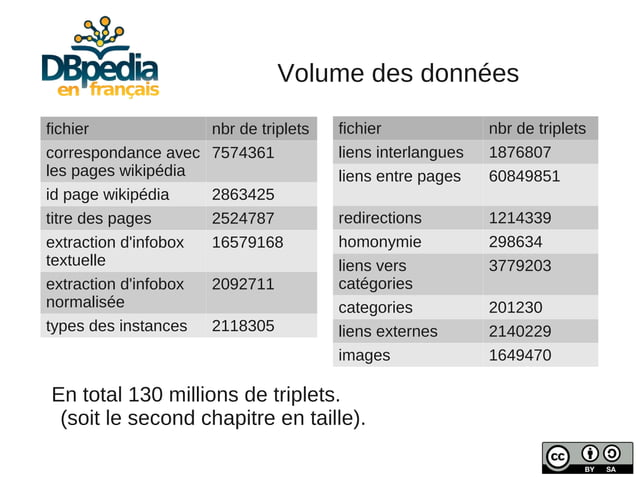 DBpedia
en français
Volume des données
fichier nbr de triplets
correspondance avec 7574361
les pages wikipédia
id page wikipédia 2863425
titre des pages 2524787
extraction d'infobox 16579168
textuelle
extraction d'infobox 2092711
normalisée
types des instances 2118305
fichier nbr de triplets
liens interlangues 1876807
liens entre pages 60849851
redirections 1214339
homonymie 298634
liens vers 3779203
catégories
categories 201230
liens externes 2140229
images 1649470
En total 130 millions de triplets.
(soit le second chapitre en taille).
cc
BY SA